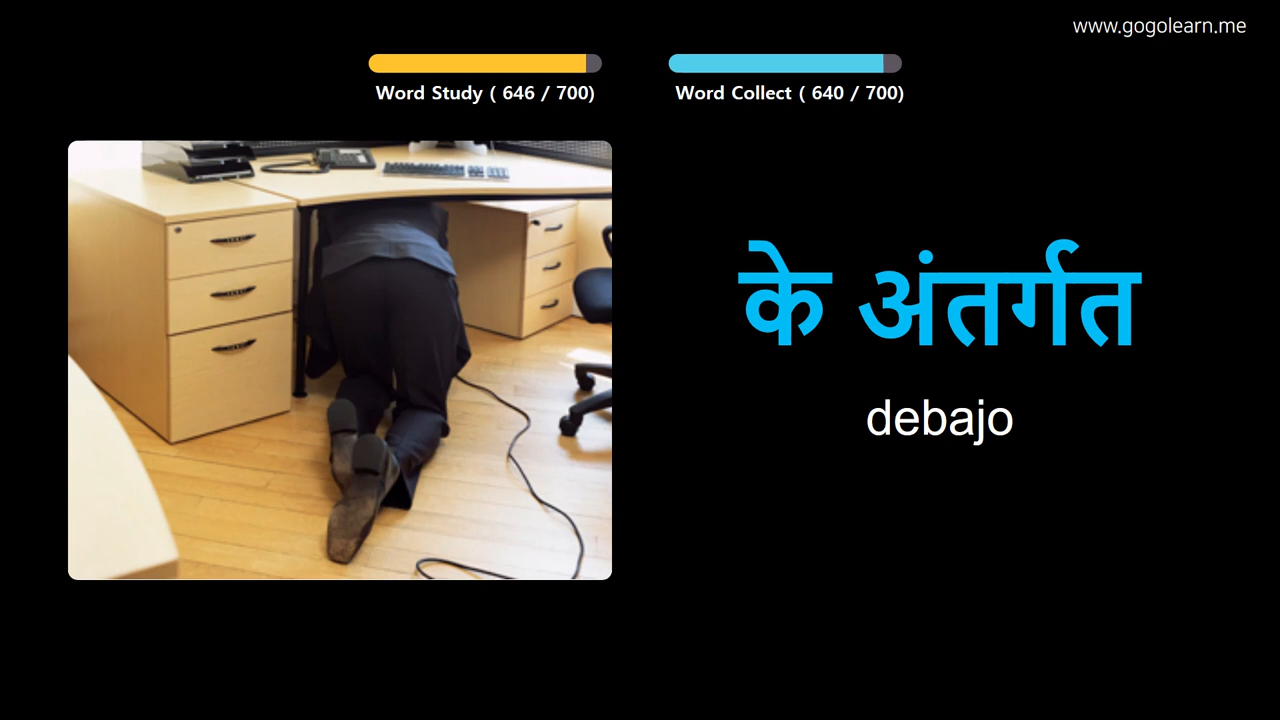 www.gogolearn.me
Word Study ( 646 / 700)
Word Collect ( 640 / 700)
के अंतर्गत
debajo